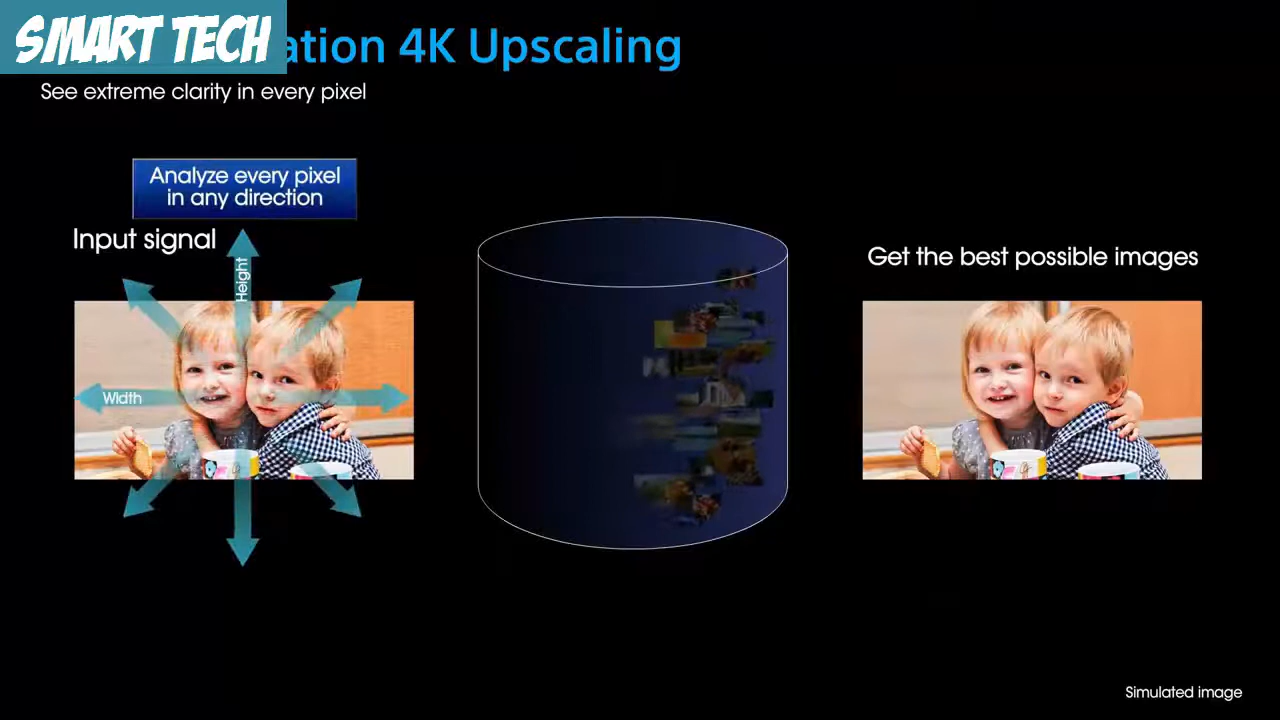 SMART TECH
ation 4K Upscaling
See extreme clarity in every pixel
Analyze every pixel
in any direction
Input signal
Height
Width
Get the best possible images
Simulated image